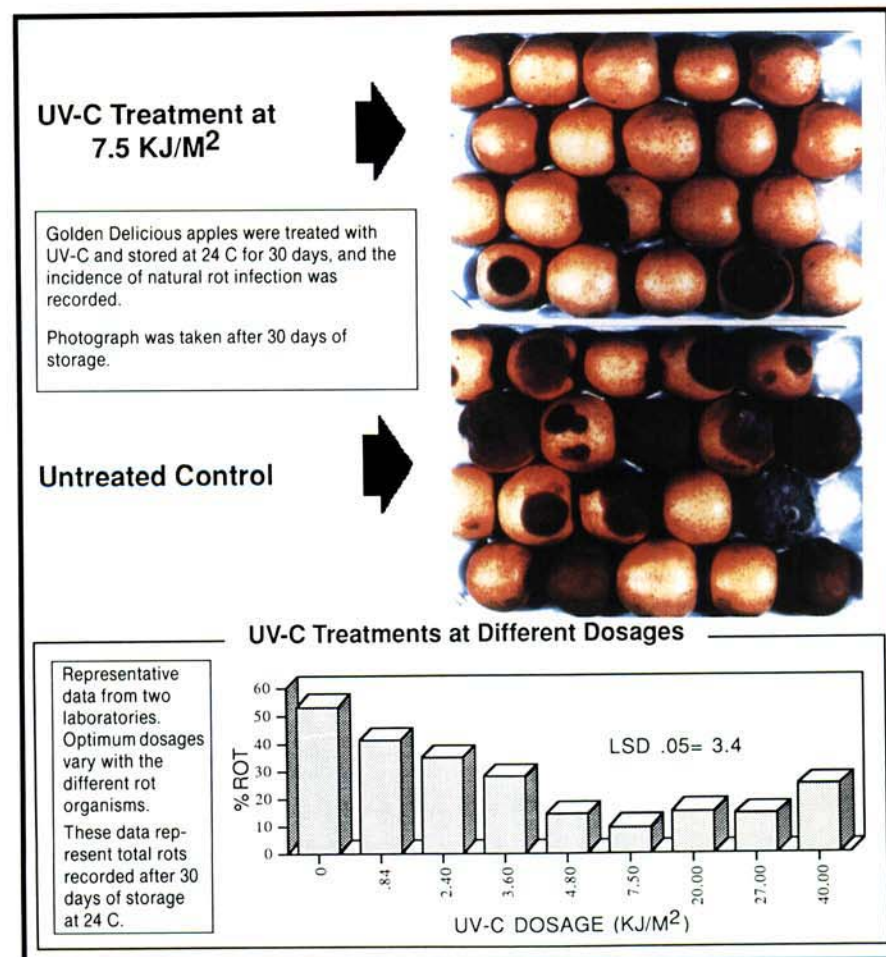 UV-C Treatment at
7.5 KJ/M²
Golden Delicious apples were treated with
UV-C and stored at 24 C for 30 days, and the
incidence of natural rot infection was
recorded.
Photograph was taken after 30 days of
storage.
Untreated Control
UV-C Treatments at Different Dosages
Representative
data from two
laboratories.
Optimum dosages
vary with the
different rot
organisms.
These data rep-
resent total rots
recorded after 30
days of storage
at 24 C.
%ROT
60
50
40
30
20
10
0
LSD .05= 3.4
0
.84
2.40
3.60
4.80
7.50
20.00
27.00
40.00
UV-C DOSAGE (KJ/M²)